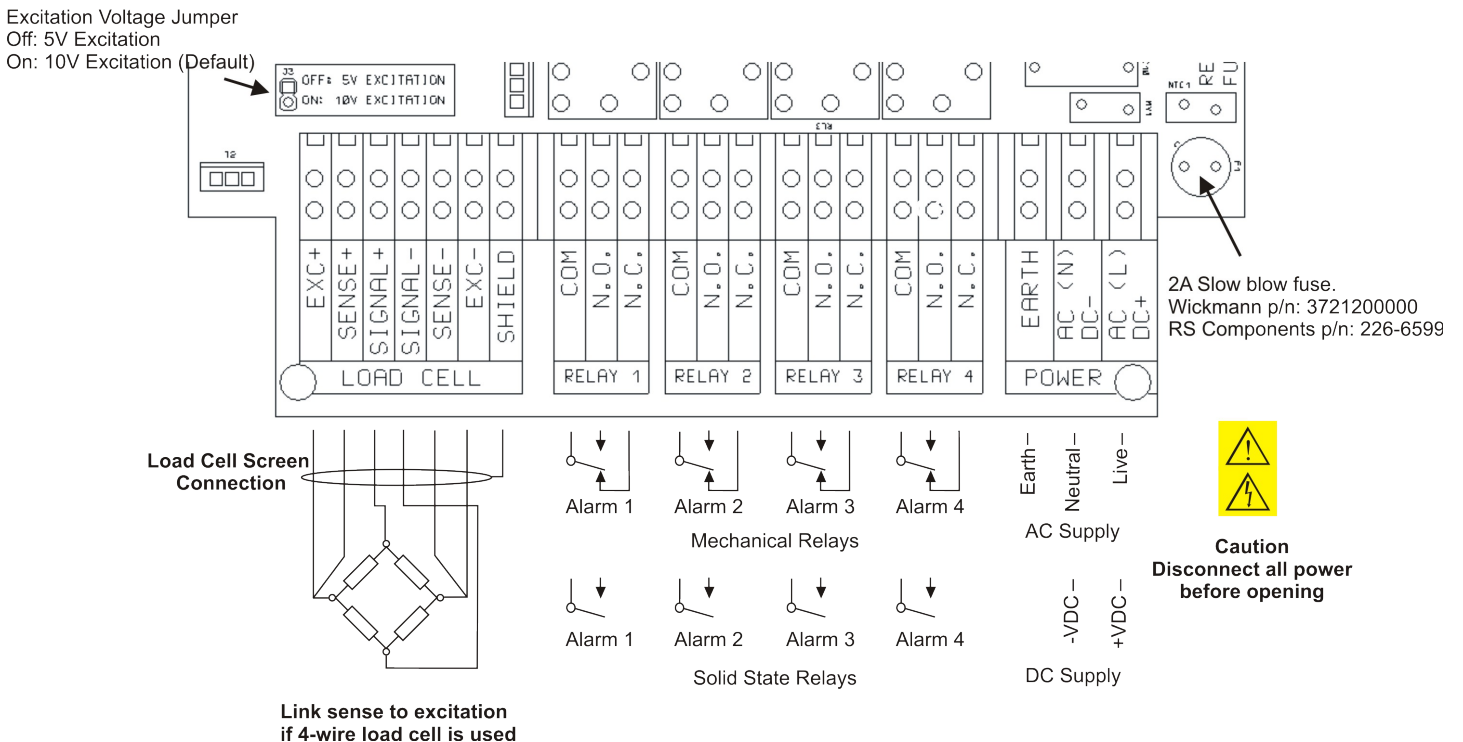 Excitation Voltage Jumper
Off: 5V Excitation
On: 10V Excitation (Default)
J3
OFF: 5V EXCITATION
ON: 10V EXCITATION
RL3
NTC1
F1
EXC+
SENSE+
SIGNAL+
SIGNAL-
SENSE-
EXC-
SHIELD
COM
N.O.
N.C.
COM
N.O.
N.C.
COM
N.O.
N.C.
COM
N.O.
N.C.
EARTH
AC (N)
DC-
AC (L)
DC+
LOAD CELL
RELAY 1
RELAY 2
RELAY 3
RELAY 4
POWER
2A Slow blow fuse.
Wickmann p/n: 3721200000
RS Components p/n: 226-6599
Load Cell Screen
Connection
Alarm 1
Alarm 2
Alarm 3
Alarm 4
Mechanical Relays
Earth
Neutral
Live
AC Supply
Caution
Disconnect all power
before opening
Alarm 1
Alarm 2
Alarm 3
Alarm 4
Solid State Relays
-VDC
+VDC
DC Supply
Link sense to excitation
if 4-wire load cell is used